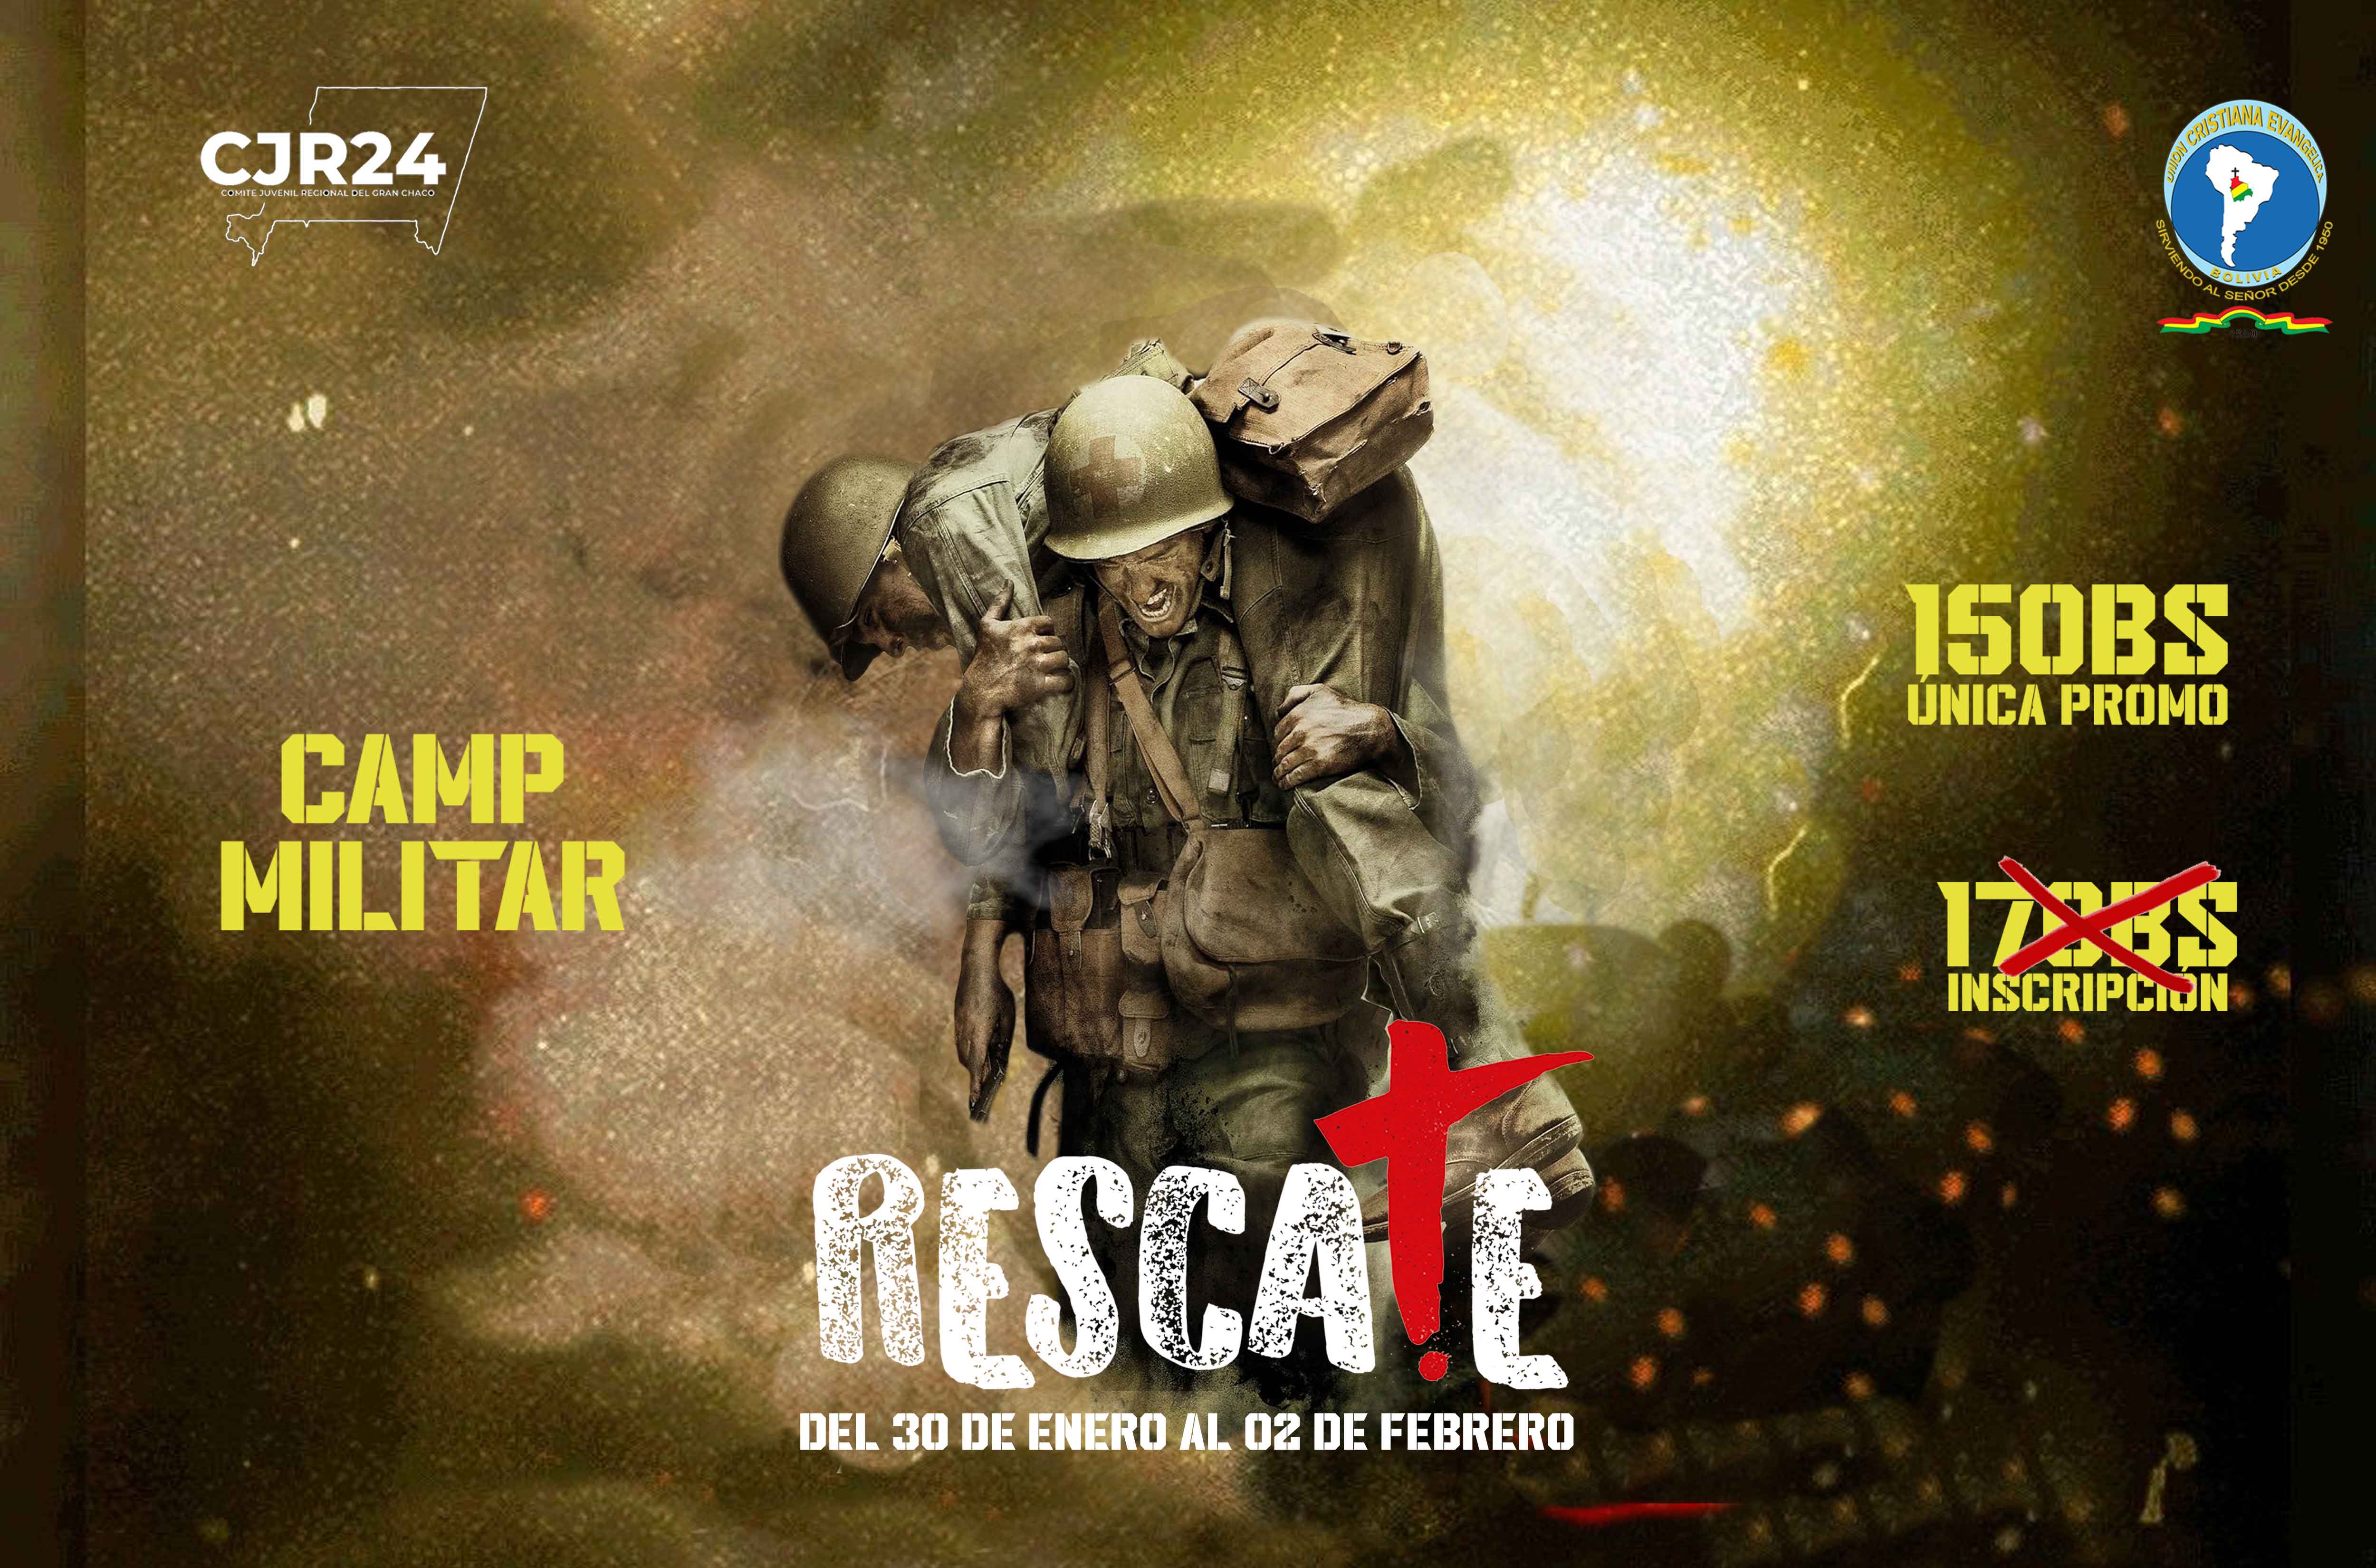 CJR24
COMITE JUVENIL REGIONAL DEL GRAN CHACO
UNION CRISTIANA EVANGELICA
BOLIVIA
SIRVIENDO AL SEÑOR DESDE 1950
CAMP
MILITAR
150BS
ÚNICA PROMO
170BS
INSCRIPCIÓN
RESCATE
DEL 30 DE ENERO AL 02 DE FEBRERO